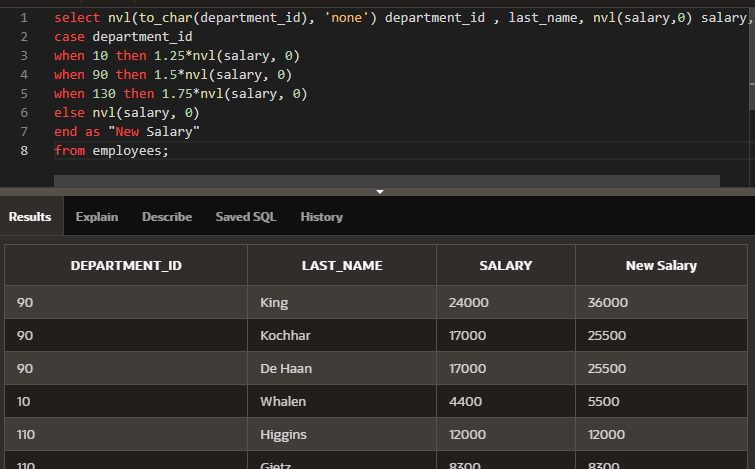 1 select nvl(to_char(department_id), 'none') department_id , last_name, nvl(salary,0) salary,
2 case department_id
3 when 10 then 1.25*nvl(salary, 0)
4 when 90 then 1.5*nvl(salary, 0)
5 when 130 then 1.75*nvl(salary, 0)
6 else nvl(salary, 0)
7 end as "New Salary"
8 from employees;
Results Explain Describe Saved SQL History
DEPARTMENT_ID LAST_NAME SALARY New Salary
90 King 24000 36000
90 Kochhar 17000 25500
90 De Haan 17000 25500
10 Whalen 4400 5500
110 Higgins 12000 12000
110 Gietz 8300 8300